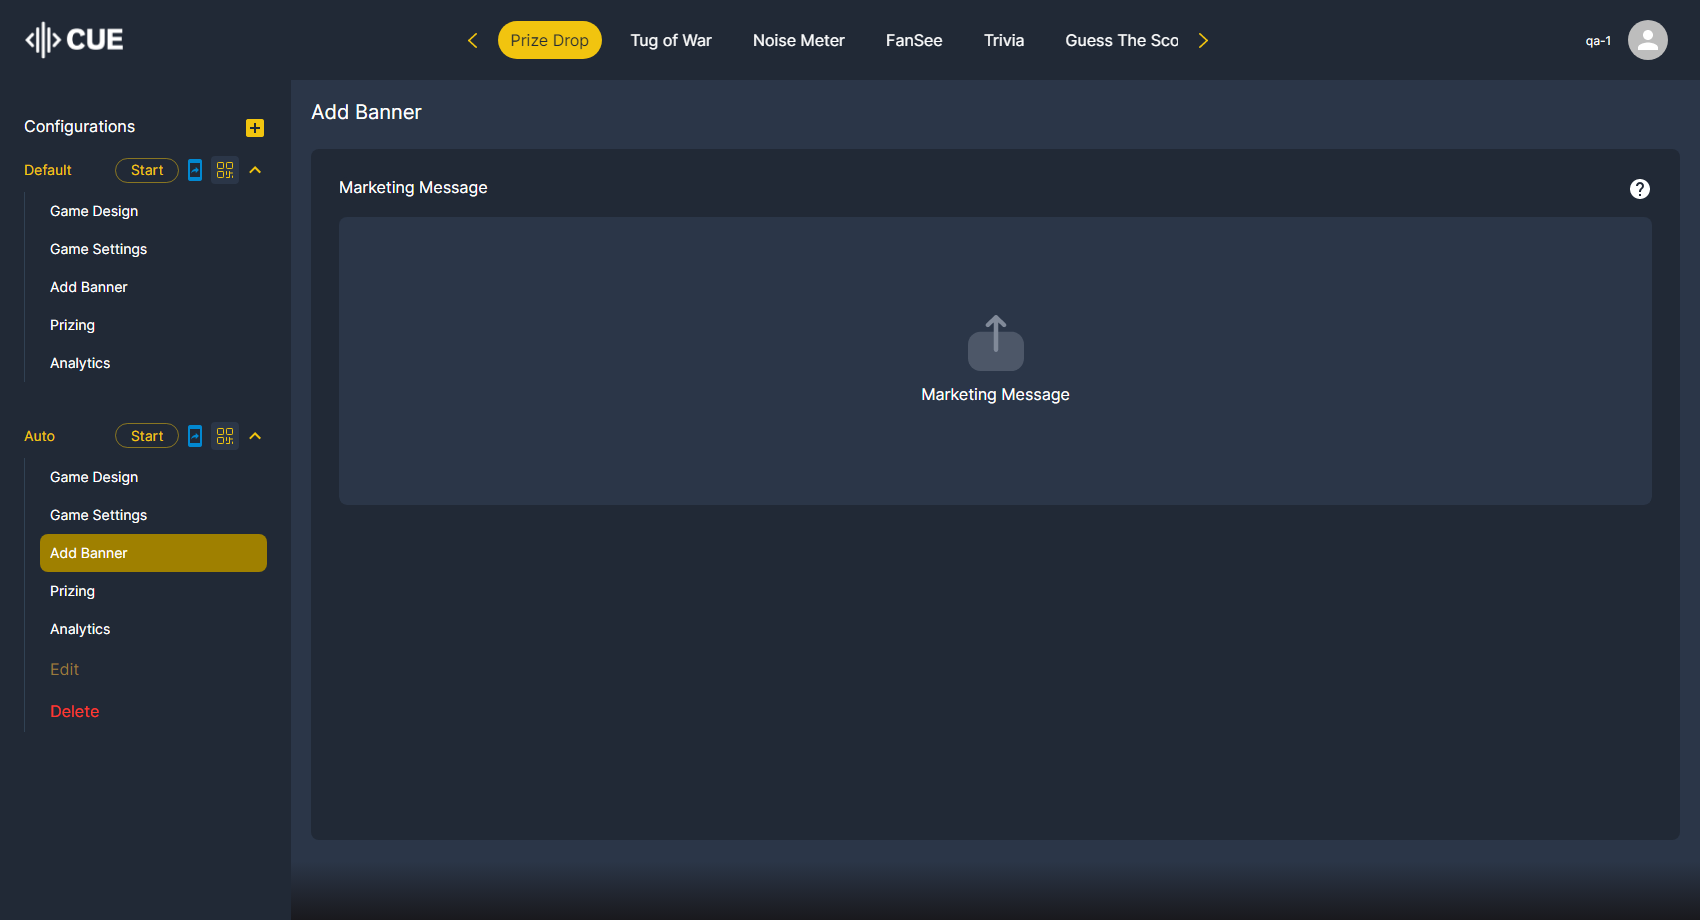 CUE
Prize Drop
Tug of War
Noise Meter
FanSee
Trivia
Guess The Sco
qa-1
Configurations
Default
Start
Game Design
Game Settings
Add Banner
Prizing
Analytics
Auto
Start
Game Design
Game Settings
Add Banner
Prizing
Analytics
Edit
Delete
Add Banner
Marketing Message
?
Marketing Message